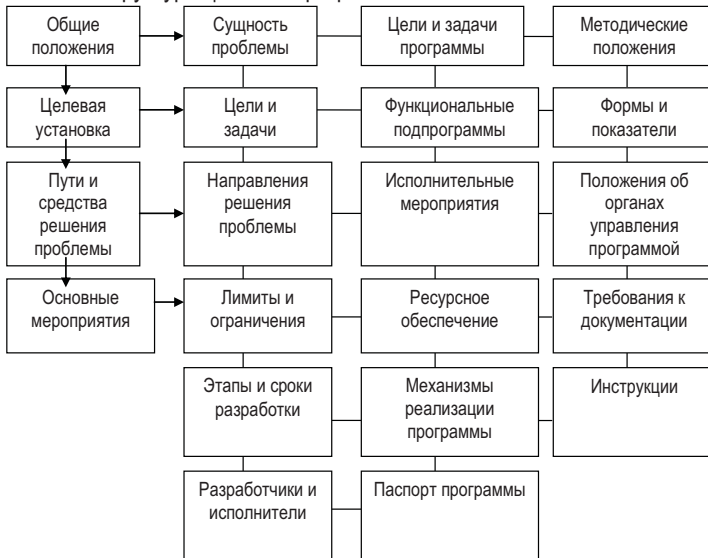 Общие
положения
Сущность
проблемы
Цели и задачи
программы
Методические
положения
Целевая
установка
Цели и
задачи
Функциональные
подпрограммы
Формы и
показатели
Пути и
средства
решения
проблемы
Направления
решения
проблемы
Исполнительные
мероприятия
Положения об
органах
управления
программой
Основные
мероприятия
Лимиты и
ограничения
Ресурсное
обеспечение
Требования к
документации
Этапы и сроки
разработки
Механизмы
реализации
программы
Инструкции
Разработчики и
исполнители
Паспорт программы